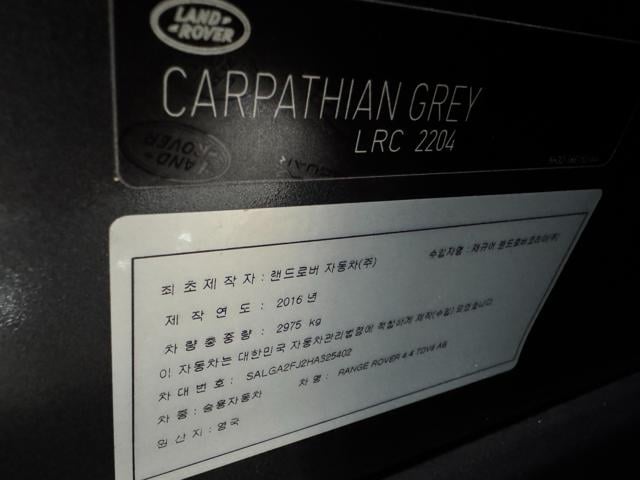 LAND
ROVER
CARPATHIAN GREY
LRC 2204
최초제작자 : 랜드로버 자동차(주) 수입자명 : 재규어 랜드로버코리아(주)
제작연도 : 2016 년
차량총중량 : 2975 kg
이 자동차는 대한민국 자동차관리법령에 적합하게 제작(수입) 되었습니다
차대번호 : SALGA2FJ2HA325402
차종 : 승용자동차 차명 : RANGE ROVER 4.4 TDV8 AB
원산지 : 영국